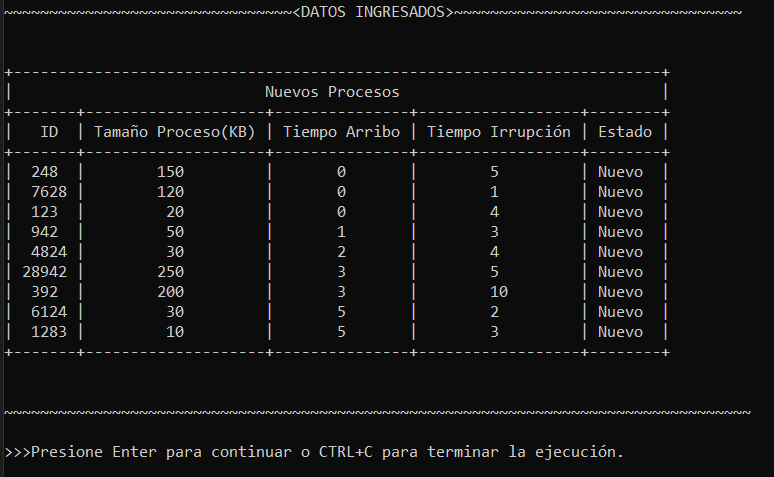 ~~~~~~~~~~~~~~~~~~~~~~~~~~~~~~~~<DATOS INGRESADOS>~~~~~~~~~~~~~~~~~~~~~~~~~~~~~~~~
+------------------------------------------------------------------------+
|                            Nuevos Procesos                             |
+-------+--------------------+---------------+------------------+--------+
|   ID  | Tamaño Proceso(KB) | Tiempo Arribo | Tiempo Irrupción | Estado |
+-------+--------------------+---------------+------------------+--------+
|  248  |        150         |       0       |        5         | Nuevo  |
|  7628 |        120         |       0       |        1         | Nuevo  |
|  123  |         20         |       0       |        4         | Nuevo  |
|  942  |         50         |       1       |        3         | Nuevo  |
|  4824 |         30         |       2       |        4         | Nuevo  |
| 28942 |        250         |       3       |        5         | Nuevo  |
|  392  |        200         |       3       |        10        | Nuevo  |
|  6124 |         30         |       5       |        2         | Nuevo  |
|  1283 |         10         |       5       |        3         | Nuevo  |
+-------+--------------------+---------------+------------------+--------+
~~~~~~~~~~~~~~~~~~~~~~~~~~~~~~~~~~~~~~~~~~~~~~~~~~~~~~~~~~~~~~~~~~~~~~~~~~~~~~~~~~~
>>>Presione Enter para continuar o CTRL+C para terminar la ejecución.